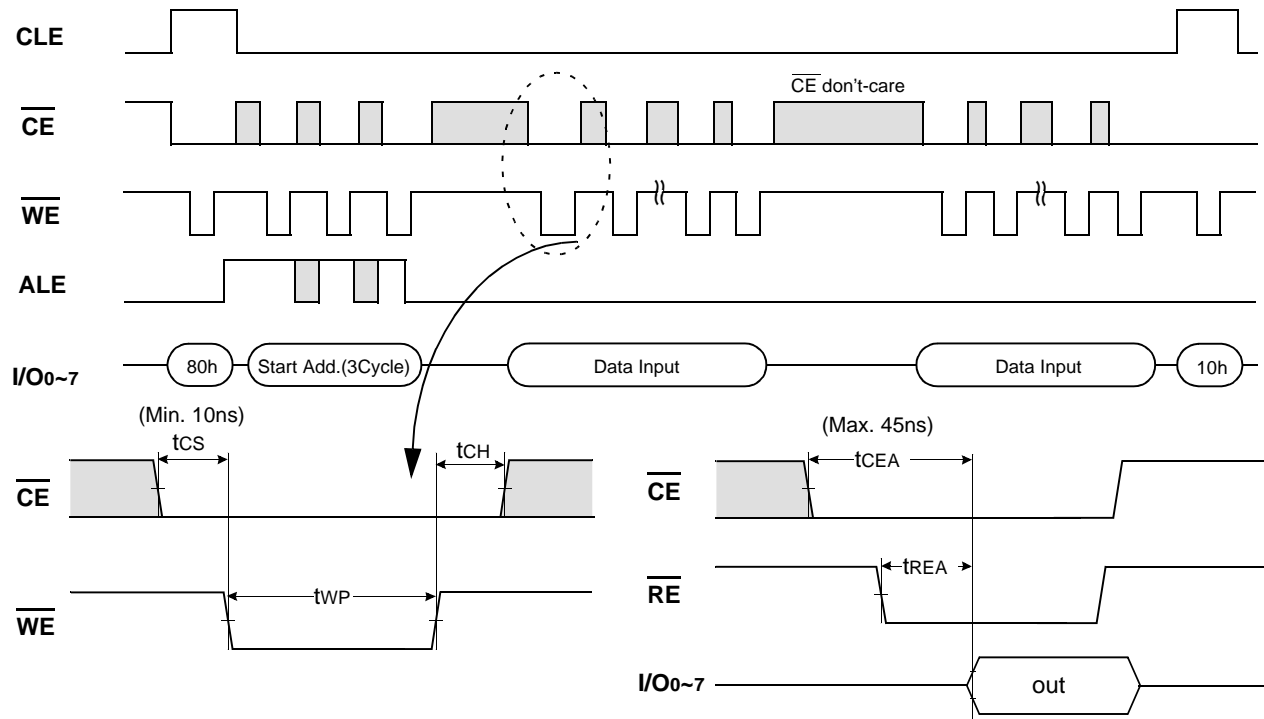 CLE
CE don't-care
CE
WE
ALE
I/O0~7 80h Start Add.(3Cycle) Data Input Data Input 10h
(Min. 10ns)
tCS
tCH
CE
tWP
WE
(Max. 45ns)
tCEA
CE
tREA
RE
I/O0~7 out